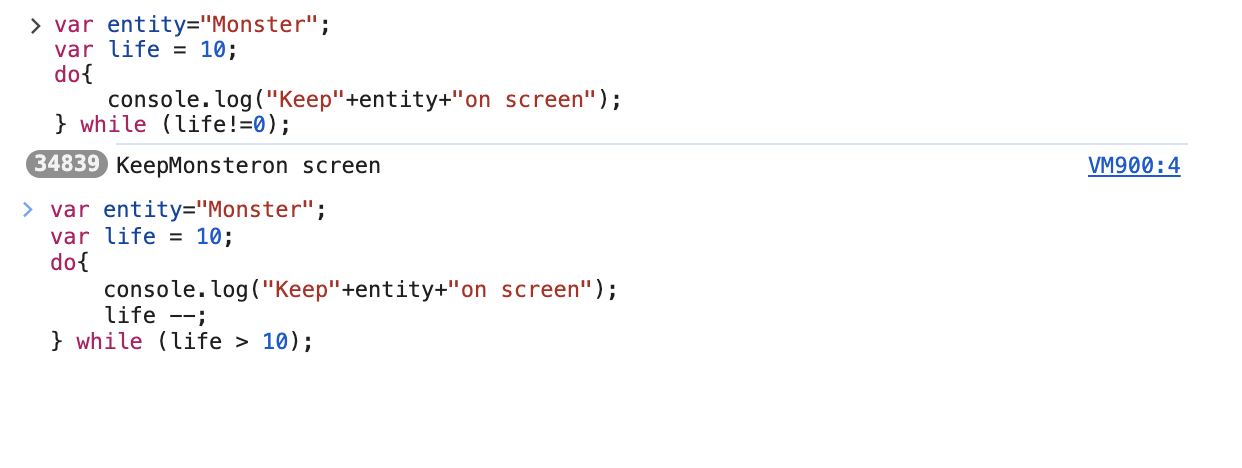 > var entity="Monster";
var life = 10;
do{
    console.log("Keep"+entity+"on screen");
} while (life!=0);
34839 KeepMonsteron screen VM900:4
> var entity="Monster";
var life = 10;
do{
    console.log("Keep"+entity+"on screen");
    life --;
} while (life > 10);